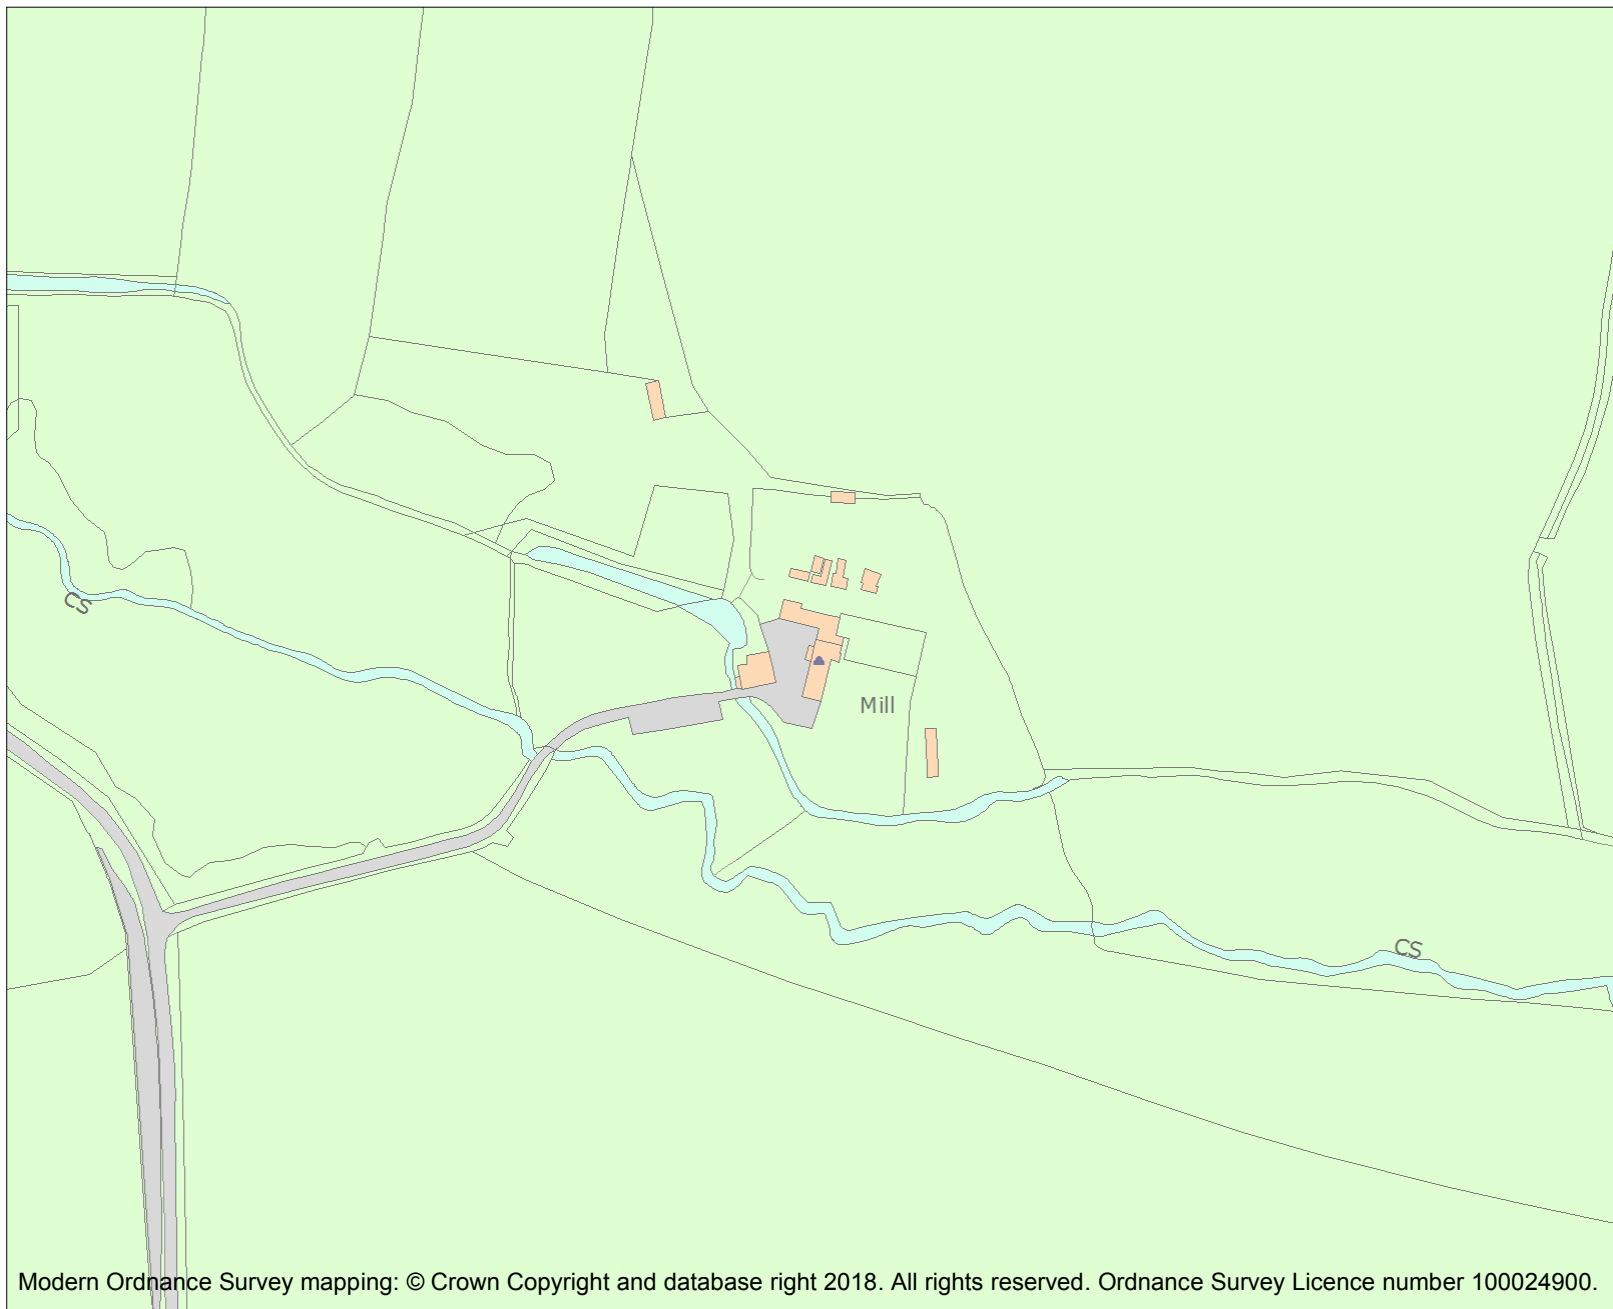 CS
Mill
CS
Modern Ordnance Survey mapping: © Crown Copyright and database right 2018. All rights reserved. Ordnance Survey Licence number 100024900.